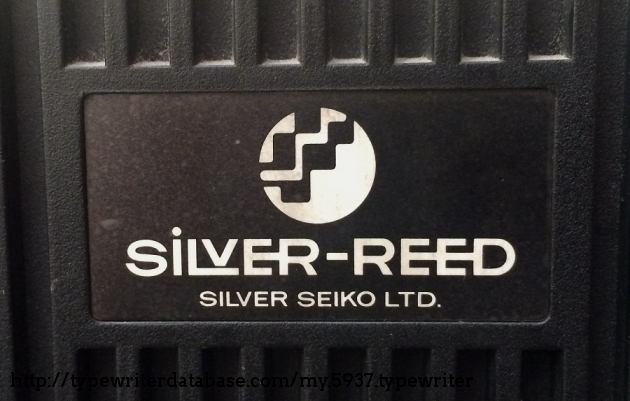 SiLVER-REED
SILVER SEIKO LTD.
http://typewriterdatabase.com/my.5937.typewriter